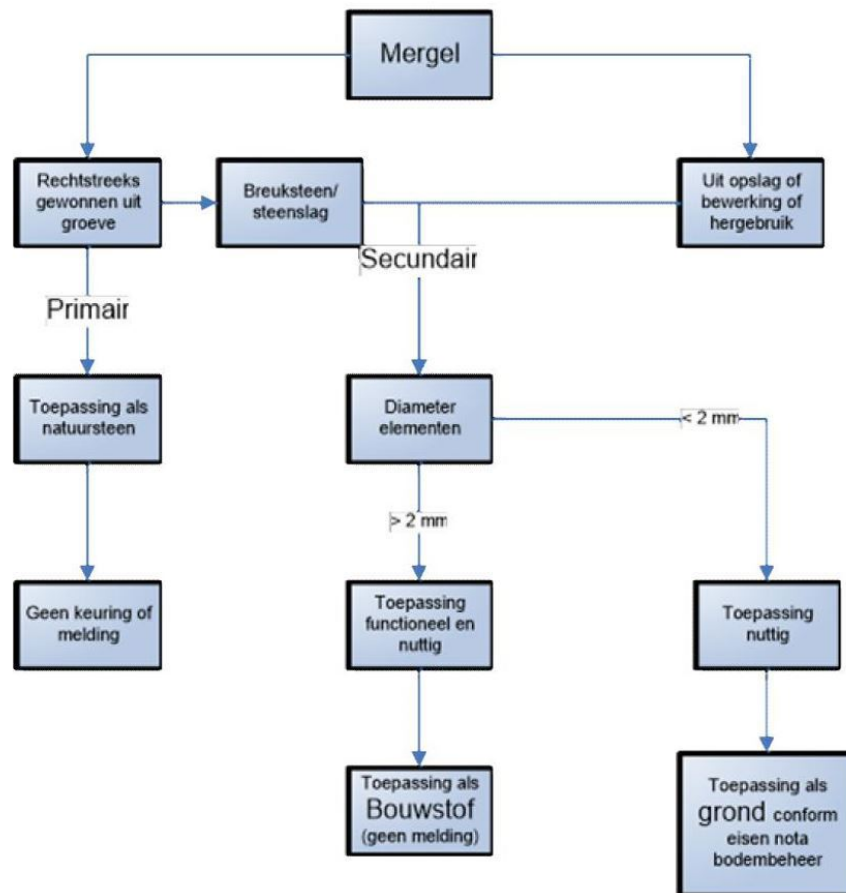 Mergel
Rechtstreeks
gewonnen uit
groeve
Breuksteen/
steenslag
Uit opslag of
bewerking of
hergebruik
Secundair
Primair
Toepassing als
natuursteen
Diameter
elementen
< 2 mm
> 2 mm
Geen keuring of
melding
Toepassing
functioneel en
nuttig
Toepassing
nuttig
Toepassing als
Bouwstof
(geen melding)
Toepassing als
grond conform
eisen nota
bodembeheer